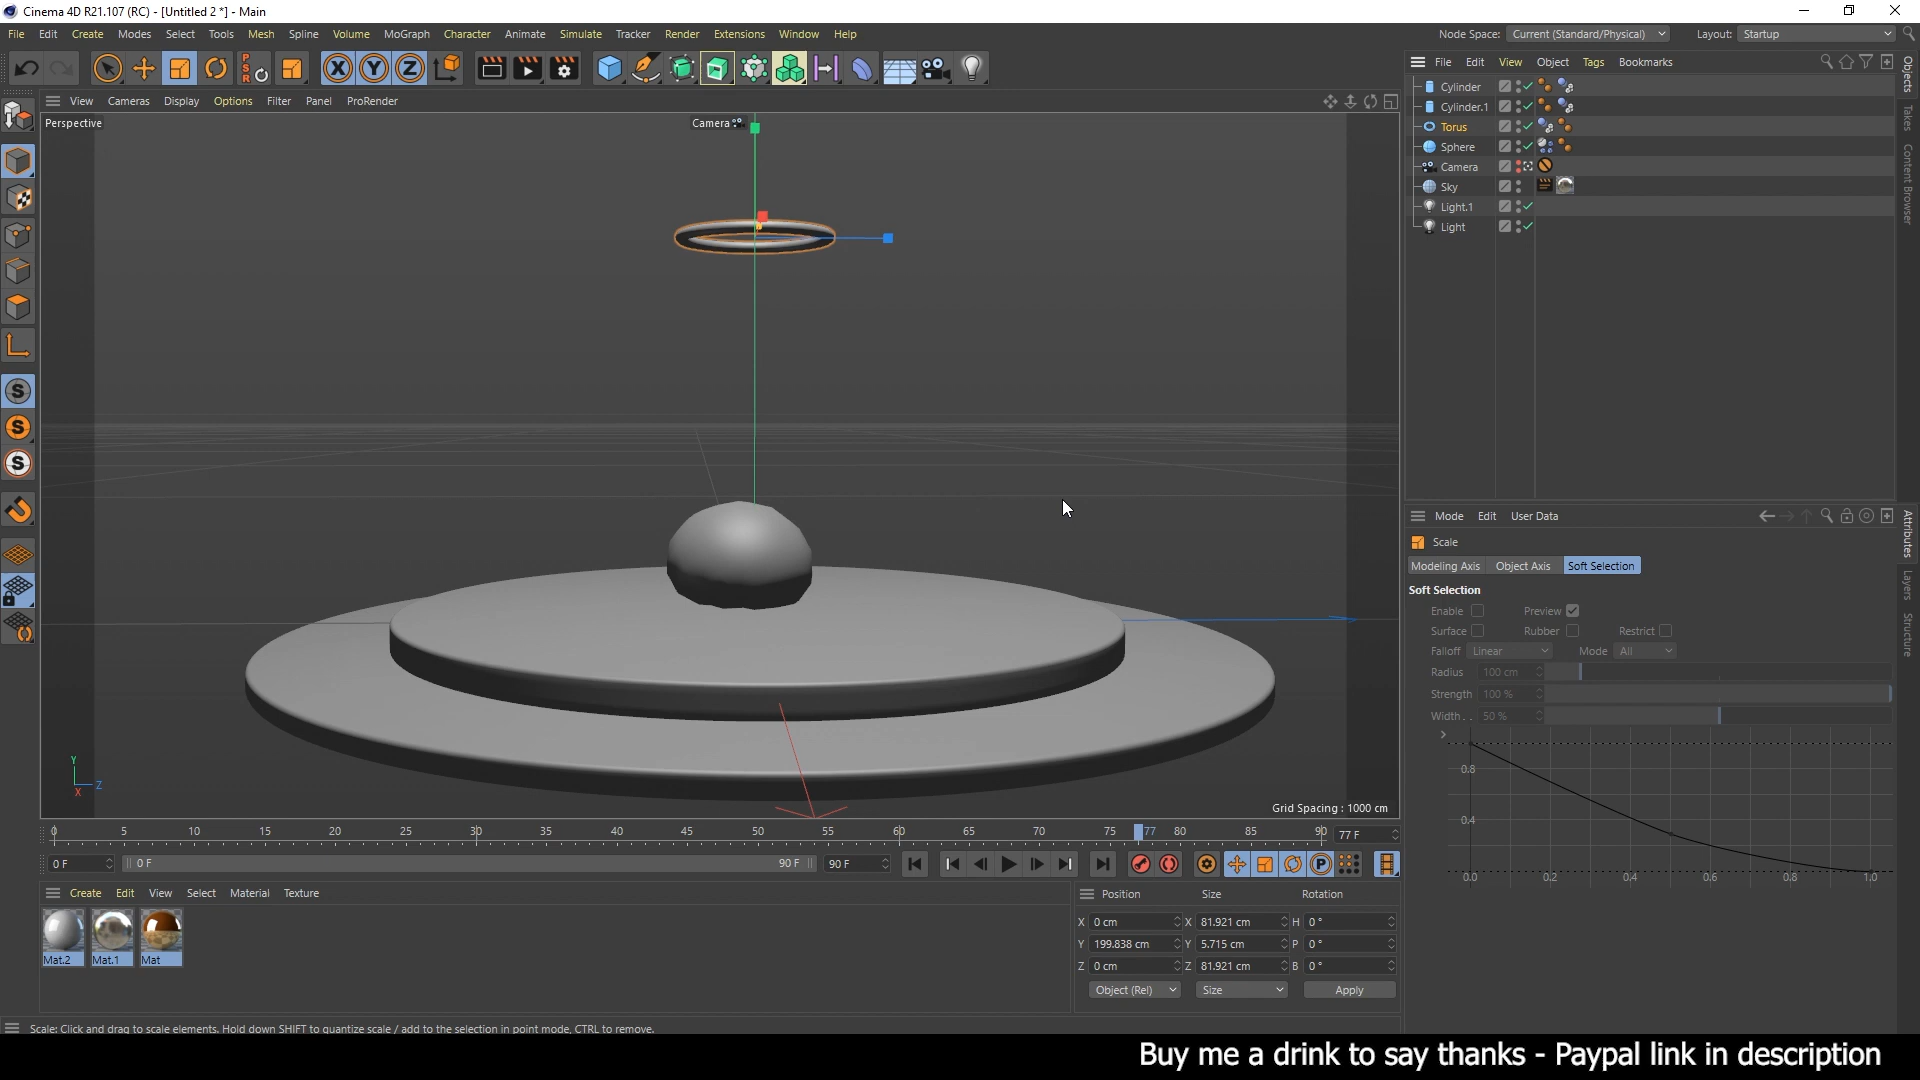 Cinema 4D R21.107 (RC) - [Untitled 2 *] - Main
File Edit Create Modes Select Tools Mesh Spline Volume MoGraph Character Animate Simulate Tracker Render Extensions Window Help
Node Space: Current (Standard/Physical) Layout: Startup
PSR X Y Z
File Edit View Object Tags Bookmarks
View Cameras Display Options Filter Panel ProRender
Perspective
Camera
Cylinder
Cylinder.1
Torus
Sphere
Camera
Sky
Light.1
Light
Objects
Takes
Content Browser
S
S
S
Mode Edit User Data
Scale
Modeling Axis Object Axis Soft Selection
Soft Selection
Enable Preview
Surface Rubber Restrict
Falloff Linear Mode All
Radius 100 cm
Strength 100 %
Width . . 50 %
0.8
0.4
0.0 0.2 0.4 0.6 0.8 1.0
Attributes
Layers
Structure
Y
Z
X
Grid Spacing : 1000 cm
0 5 10 15 20 25 30 35 40 45 50 55 60 65 70 75 77 80 85 90 77 F
0 F 0 F 90 F 90 F P
Create Edit View Select Material Texture
Mat.2 Mat.1 Mat
Position Size Rotation
X 0 cm X 81.921 cm H 0 °
Y 199.838 cm Y 5.715 cm P 0 °
Z 0 cm Z 81.921 cm B 0 °
Object (Rel) Size Apply
Scale: Click and drag to scale elements. Hold down SHIFT to quantize scale / add to the selection in point mode, CTRL to remove.
Buy me a drink to say thanks - Paypal link in description